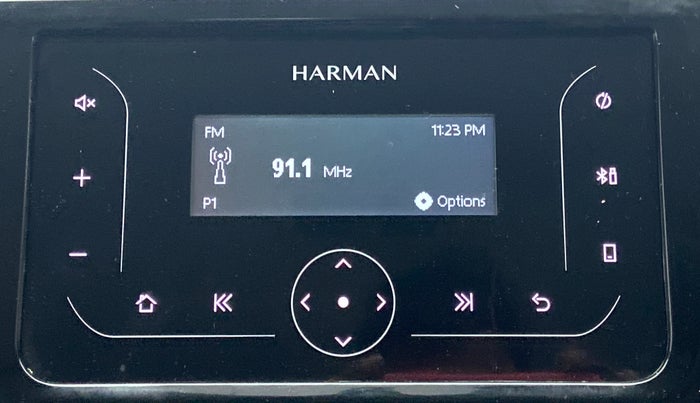 HARMAN
FM 11:23 PM
91.1 MHz
P1 Options